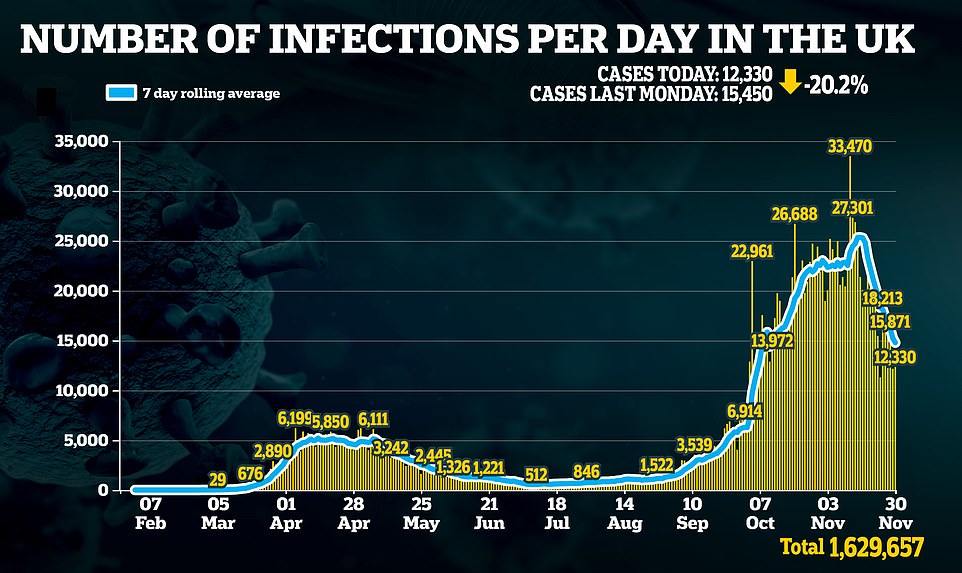 NUMBER OF INFECTIONS PER DAY IN THE UK
CASES TODAY: 12,330
CASES LAST MONDAY: 15,450
-20.2%
7 day rolling average
35,000
30,000
25,000
20,000
15,000
10,000
5,000
0
29
676
2,890
6,199
5,850
6,111
3,242
2,445
1,326
1,221
512
846
1,522
3,539
6,914
22,961
13,972
26,688
33,470
27,301
18,213
15,871
12,330
07 Feb
05 Mar
01 Apr
28 Apr
25 May
21 Jun
18 Jul
14 Aug
10 Sep
07 Oct
03 Nov
30 Nov
Total 1,629,657